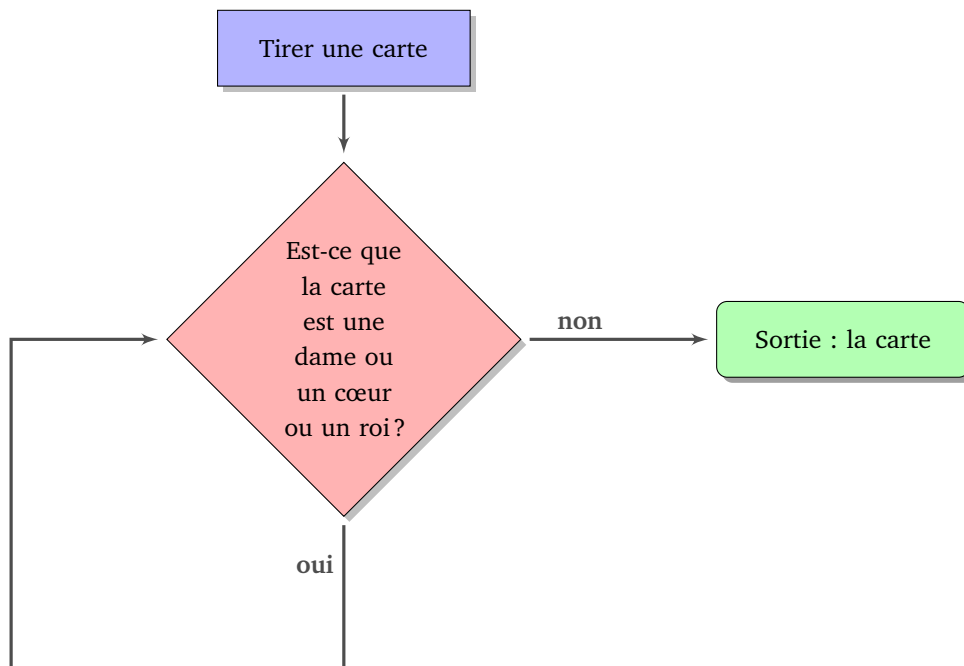 Tirer une carte
Est-ce que
la carte
est une
dame ou
un cœur
ou un roi ?
non
Sortie : la carte
oui